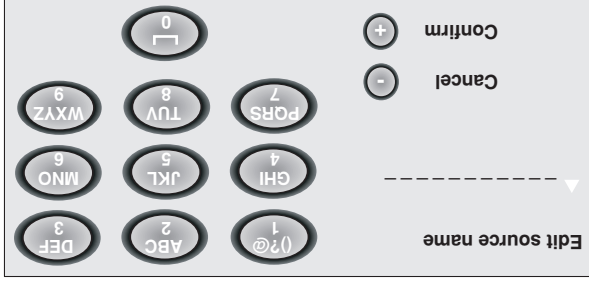 Edit source name
Cancel -
Confirm +
()?@
1
ABC
2
DEF
3
GHI
4
JKL
5
MNO
6
PQRS
7
TUV
8
WXYZ
9
0